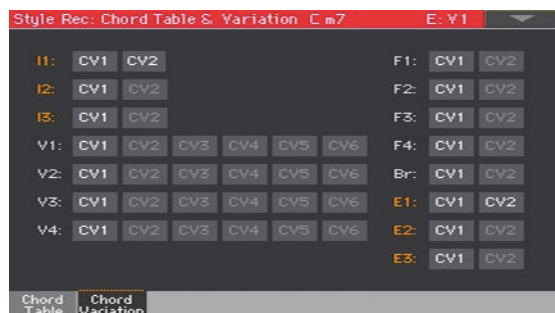 Style Rec: Chord Table & Variation C m7 E: V1
I1: CV1 CV2 F1: CV1 CV2
I2: CV1 CV2 F2: CV1 CV2
I3: CV1 CV2 F3: CV1 CV2
V1: CV1 CV2 CV3 CV4 CV5 CV6 F4: CV1 CV2
V2: CV1 CV2 CV3 CV4 CV5 CV6 Br: CV1 CV2
V3: CV1 CV2 CV3 CV4 CV5 CV6 E1: CV1 CV2
V4: CV1 CV2 CV3 CV4 CV5 CV6 E2: CV1 CV2
E3: CV1 CV2
Chord Table Chord Variation